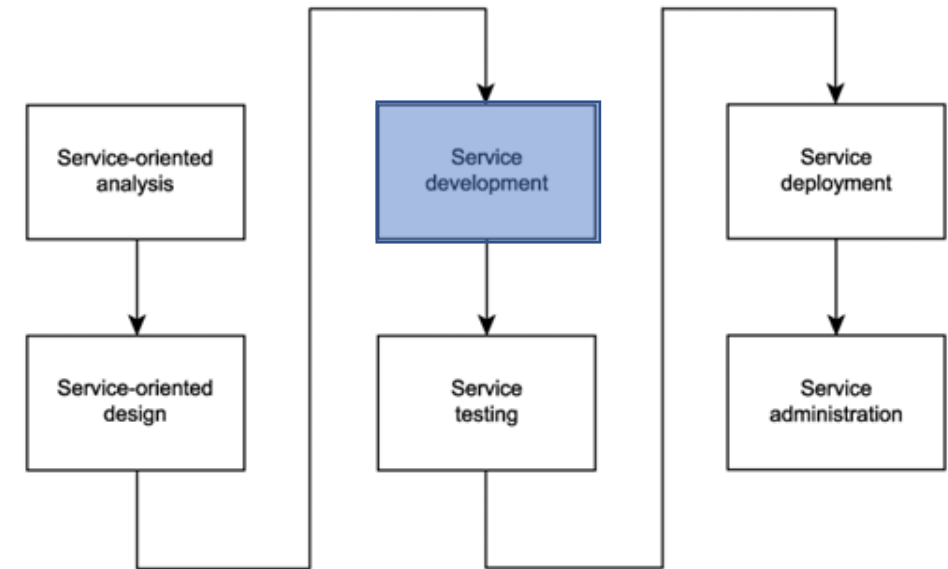 Service-oriented
analysis
Service-oriented
design
Service
development
Service
testing
Service
deployment
Service
administration